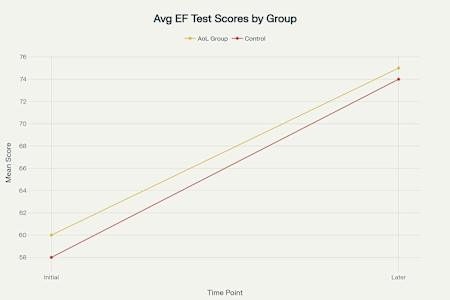 Avg EF Test Scores by Group
AoL Group Control
76
74
72
70
68
66
64
62
60
58
Mean Score
Initial Later
Time Point